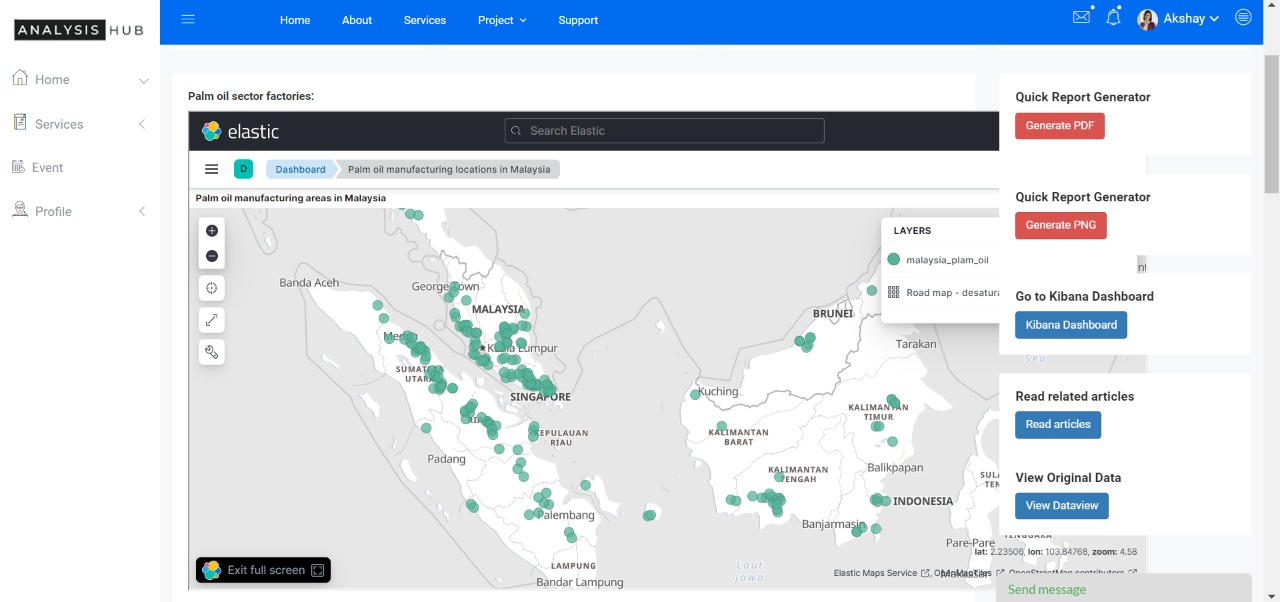 ANALYSIS HUB
Home
About
Services
Project
Support
Akshay
Home
Services
Event
Profile
Palm oil sector factories:
elastic
Search Elastic
D
Dashboard
Palm oil manufacturing locations in Malaysia
Palm oil manufacturing areas in Malaysia
LAYERS
malaysia_plam_oil
Road map - desatura
Banda Aceh
George Town
MALAYSIA
Kuala Lumpur
SUMATERA
UTARA
SINGAPORE
KEPULAUAN
RIAU
Padang
Palembang
LAMPUNG
Bandar Lampung
BRUNEI
Tarakan
Kuching
KALIMANTAN
TIMUR
KALIMANTAN
BARAT
KALIMANTAN
TENGAH
Balikpapan
INDONESIA
Banjarmasin
Pare-Pare
TENGGARA
Makassar
Laut
Jawa
Sea
lat: 2.23506, lon: 103.84768, zoom: 4.58
Elastic Maps Service , OpenMapTiles , OpenStreetMap contributors
Exit full screen
Quick Report Generator
Generate PDF
Quick Report Generator
Generate PNG
Go to Kibana Dashboard
Kibana Dashboard
Read related articles
Read articles
View Original Data
View Dataview
Send message